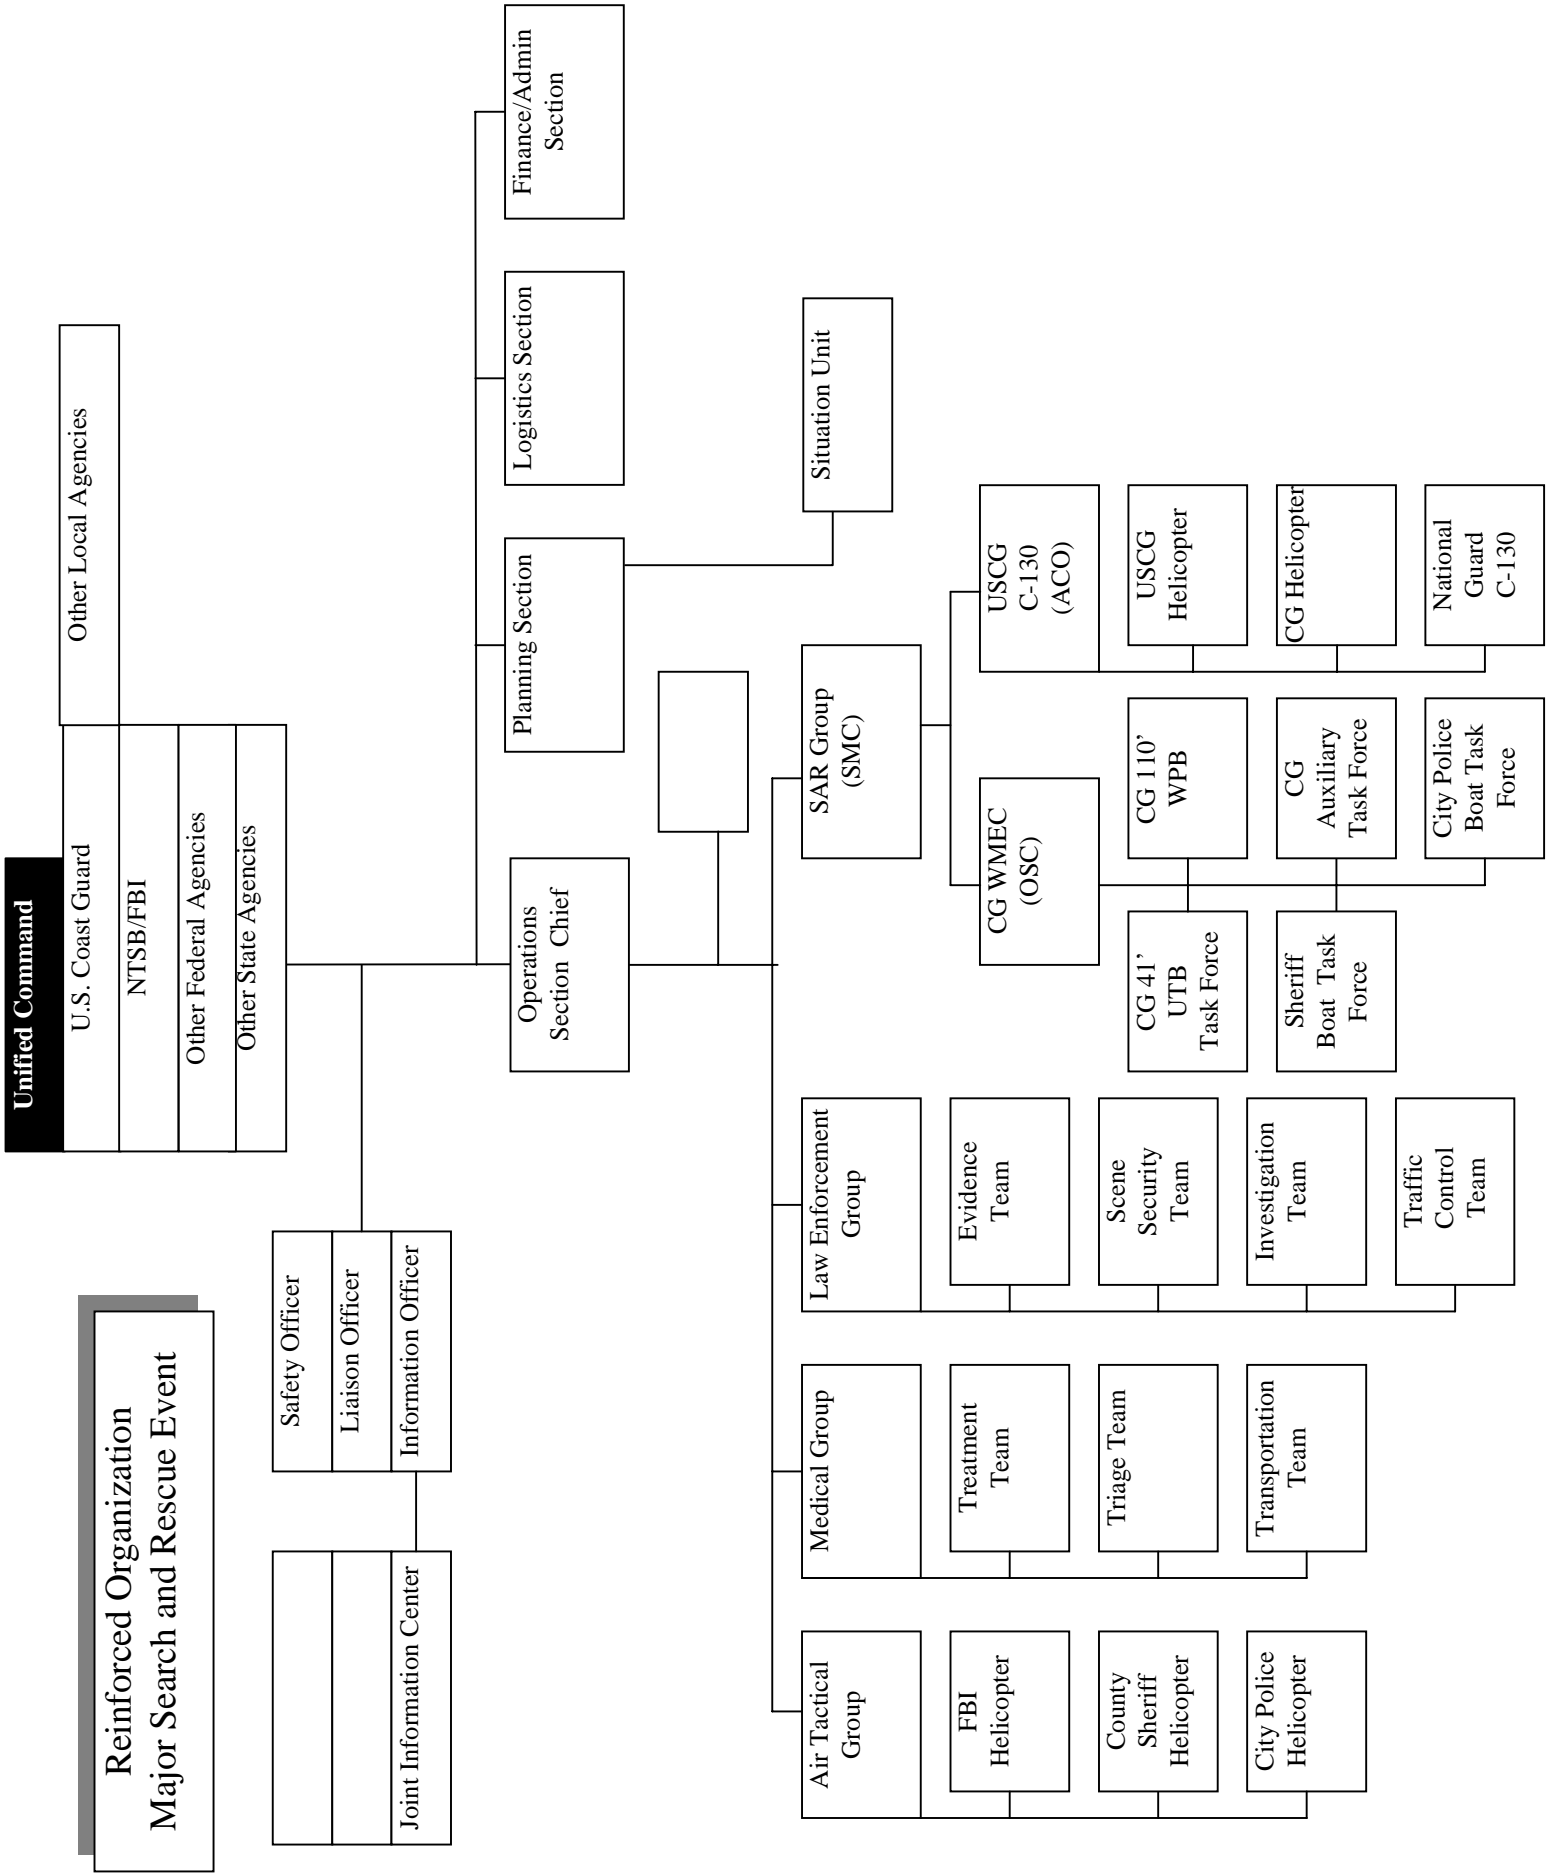 Reinforced Organization
Major Search and Rescue Event
Unified Command
U.S. Coast Guard
NTSB/FBI
Other Federal Agencies
Other State Agencies
Other Local Agencies
Safety Officer
Liaison Officer
Information Officer
Joint Information Center
Operations
Section Chief
Planning Section
Logistics Section
Finance/Admin
Section
Situation Unit
Air Tactical
Group
FBI
Helicopter
County
Sheriff
Helicopter
City Police
Helicopter
Medical Group
Treatment
Team
Triage Team
Transportation
Team
Law Enforcement
Group
Evidence
Team
Scene
Security
Team
Investigation
Team
Traffic
Control
Team
SAR Group
(SMC)
CG WMEC
(OSC)
CG 41'
UTB
Task Force
CG 110’
WPB
Sheriff
Boat Task
Force
CG
Auxiliary
Task Force
City Police
Boat Task
Force
USCG
C-130
(ACO)
USCG
Helicopter
CG Helicopter
National
Guard
C-130